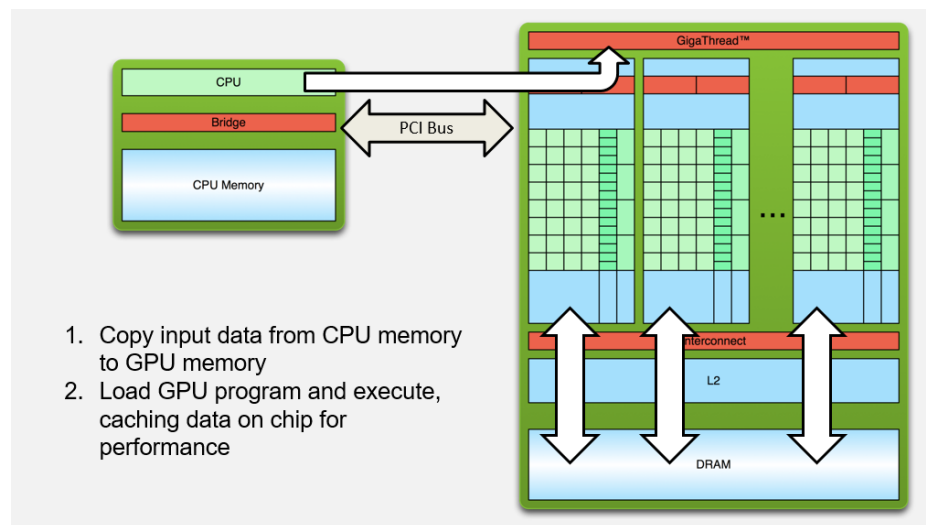 GigaThread™
CPU
Bridge
PCI Bus
CPU Memory
...
1. Copy input data from CPU memory
to GPU memory
2. Load GPU program and execute,
caching data on chip for
performance
nterconnect
L2
DRAM